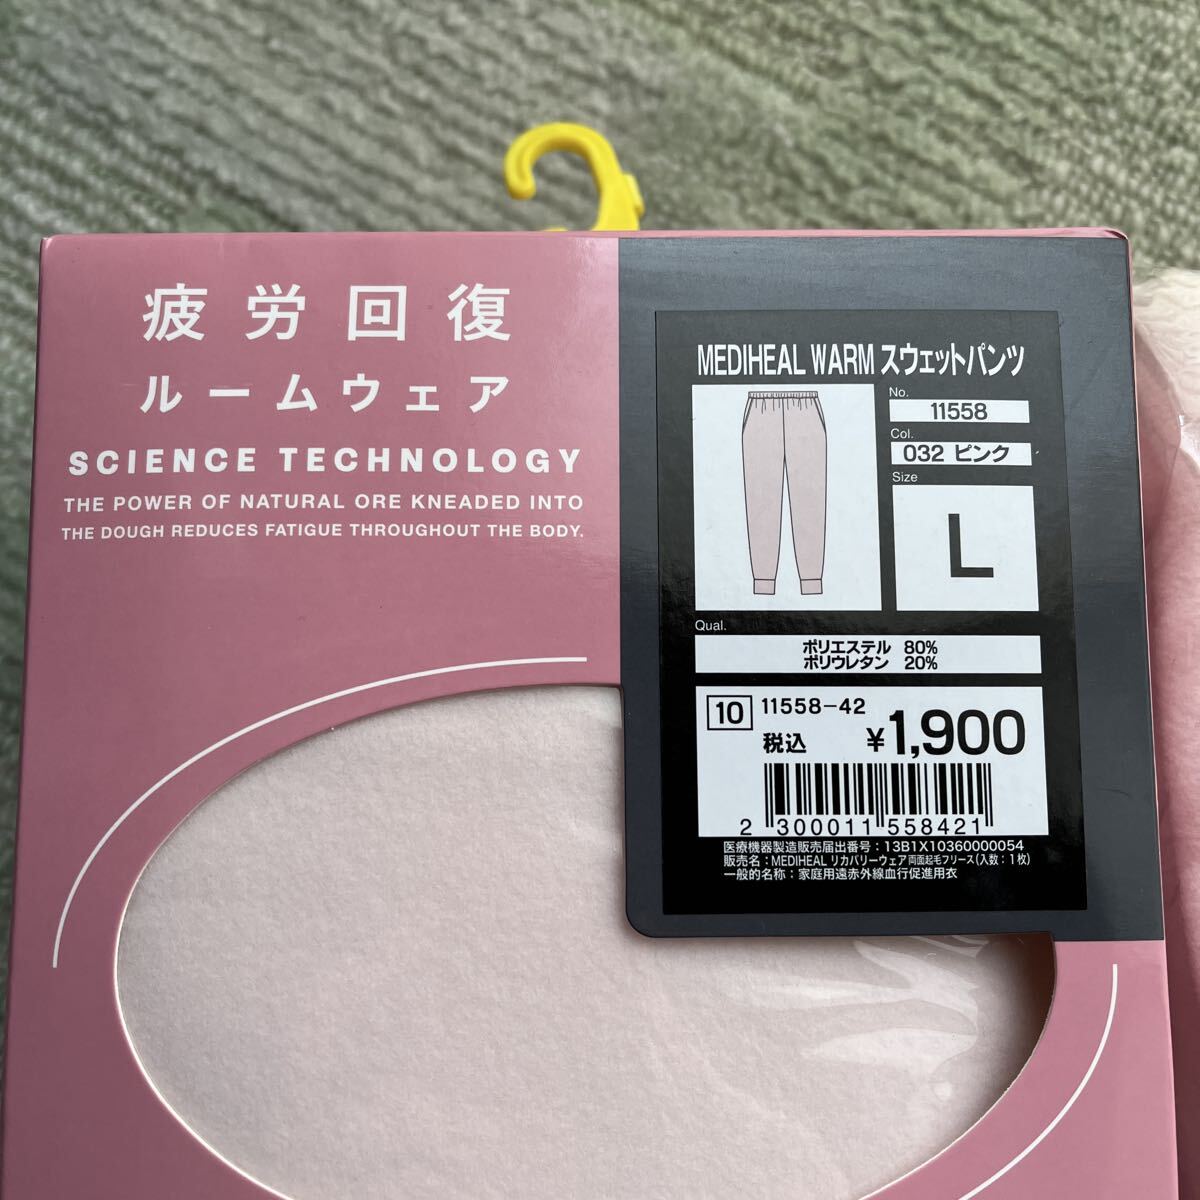 疲労回復
ルームウェア
SCIENCE TECHNOLOGY
THE POWER OF NATURAL ORE KNEADED INTO
THE DOUGH REDUCES FATIGUE THROUGHOUT THE BODY.
MEDIHEAL WARM スウェットパンツ
No.
11558
Col.
032 ピンク
Size
L
Qual.
ポリエステル 80%
ポリウレタン 20%
10 11558-42
税込 ¥1,900
2 300011 558421
医療機器製造販売届出番号：13B1X10360000054
販売名：MEDIHEAL リカバリーウェア両面起毛フリース(入数：1枚)
一般的名称：家庭用遠赤外線血行促進用衣